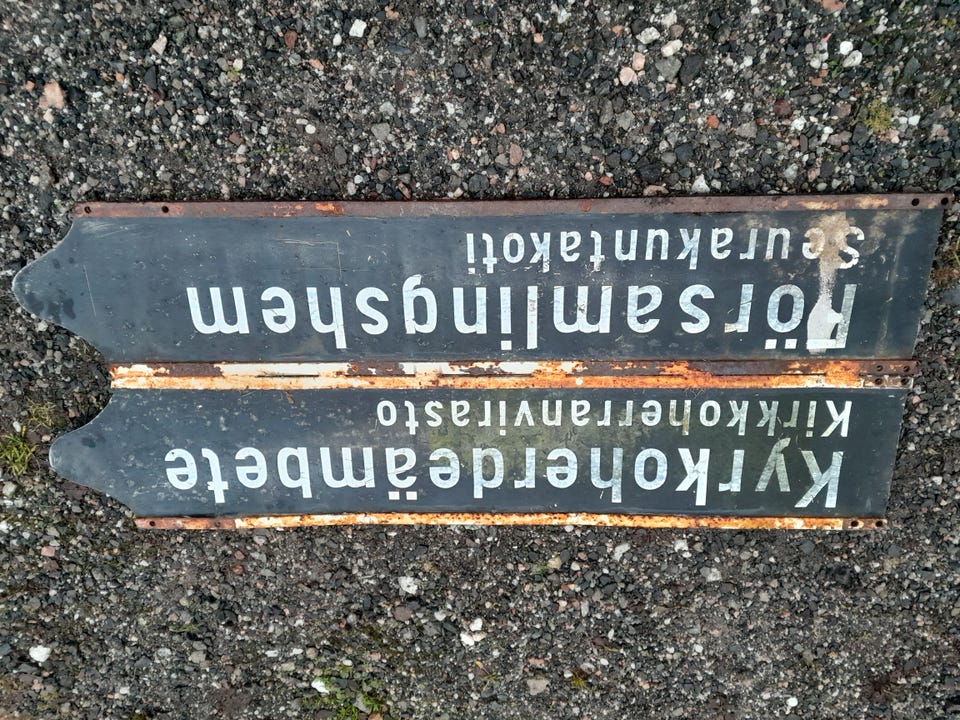 Kyrkoherdeämbete
Kirkkoherranvirasto
Församlingshem
Seurakuntakoti